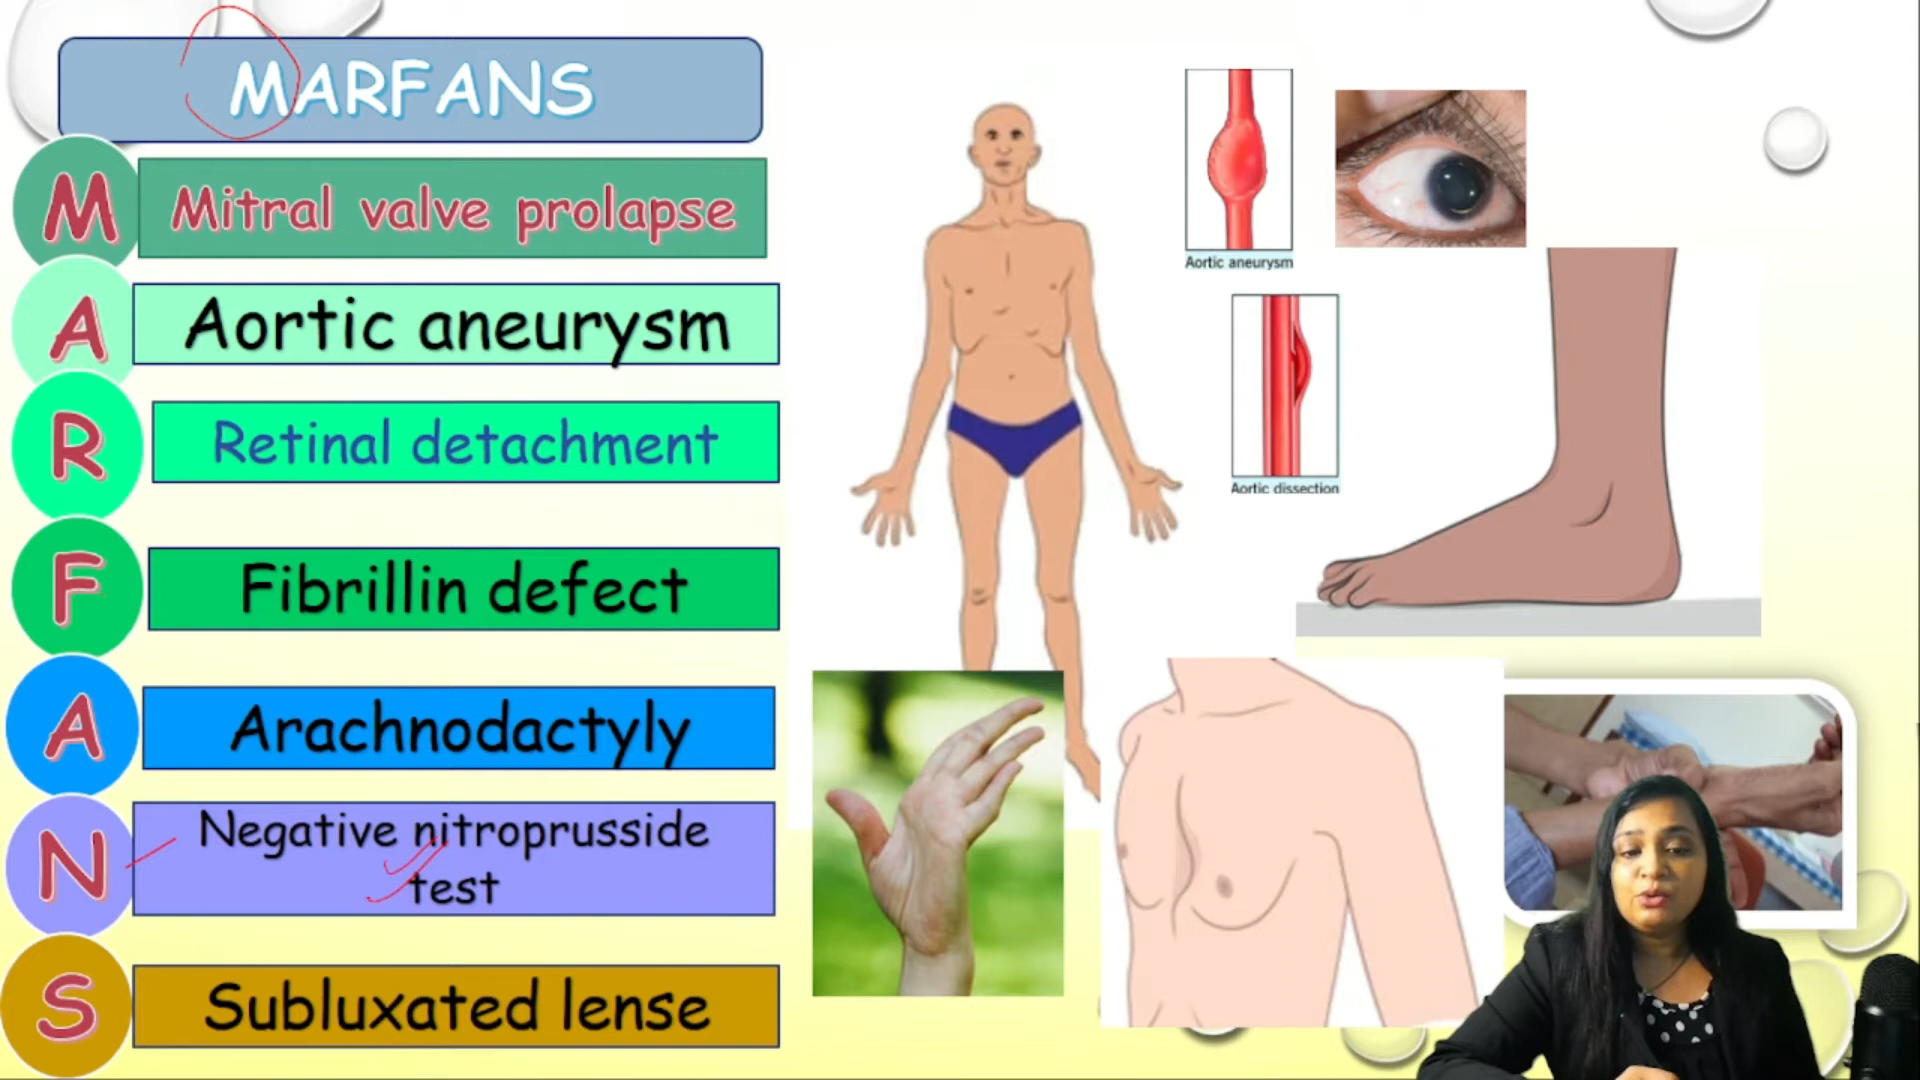 MARFANS
M
Mitral valve prolapse
A
Aortic aneurysm
R
Retinal detachment
F
Fibrillin defect
A
Arachnodactyly
N
Negative nitroprusside
test
S
Subluxated lense
Aortic aneurysm
Aortic dissection